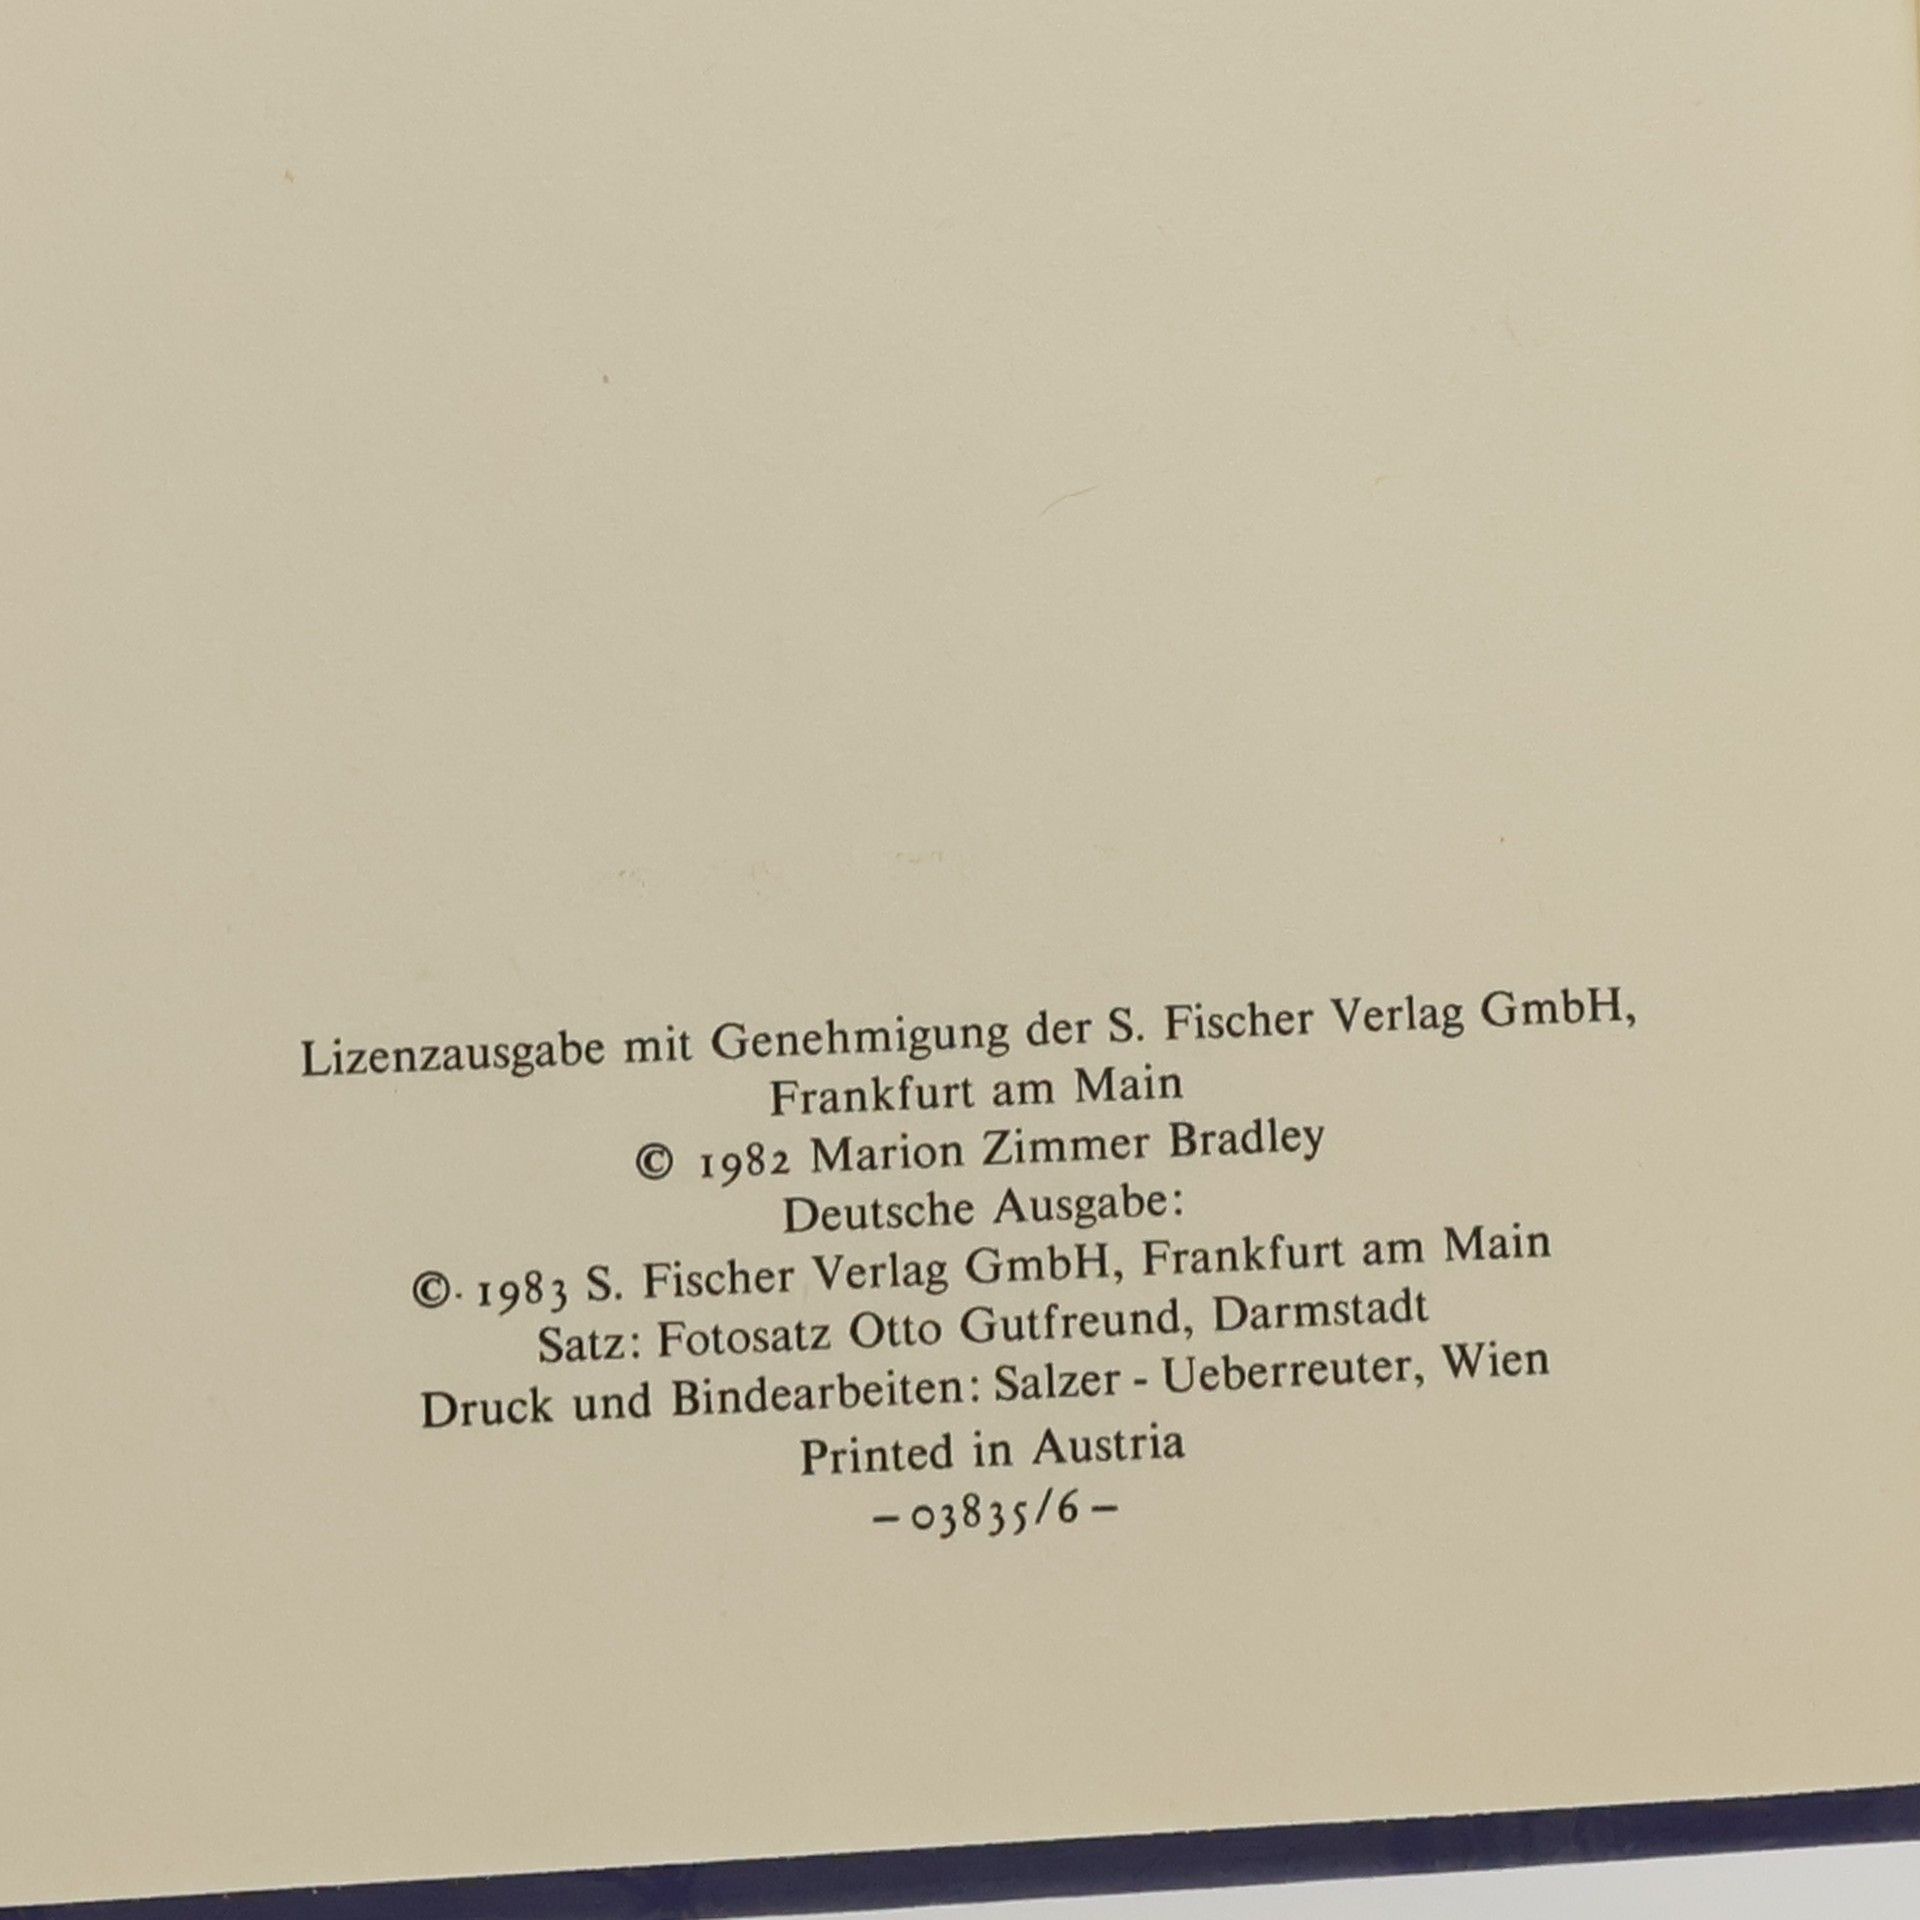 Lizenzausgabe mit Genehmigung der S. Fischer Verlag GmbH,
Frankfurt am Main
© 1982 Marion Zimmer Bradley
Deutsche Ausgabe:
©· 1983 S. Fischer Verlag GmbH, Frankfurt am Main
Satz: Fotosatz Otto Gutfreund, Darmstadt
Druck und Bindearbeiten: Salzer - Ueberreuter, Wien
Printed in Austria
– 03835/6 –